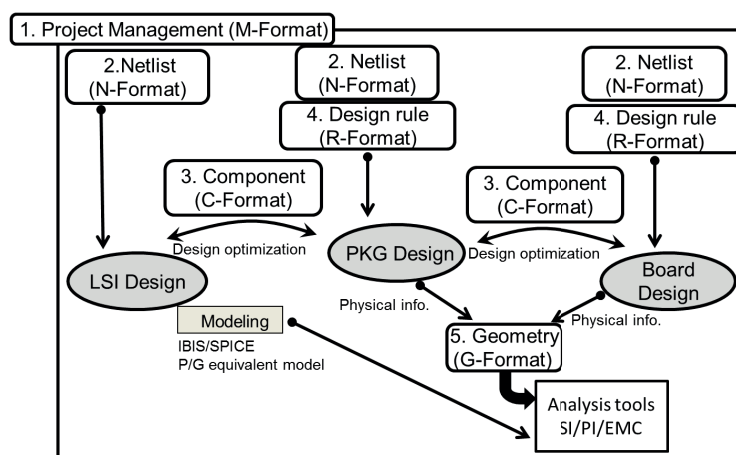 1. Project Management (M-Format)
2.Netlist
(N-Format)
2. Netlist
(N-Format)
2. Netlist
(N-Format)
4. Design rule
(R-Format)
4. Design rule
(R-Format)
3. Component
(C-Format)
3. Component
(C-Format)
Design optimization
Design optimization
LSI Design
PKG Design
Board
Design
Physical info.
Physical info.
Modeling
IBIS/SPICE
P/G equivalent model
5. Geometry
(G-Format)
Analysis tools
SI/PI/EMC